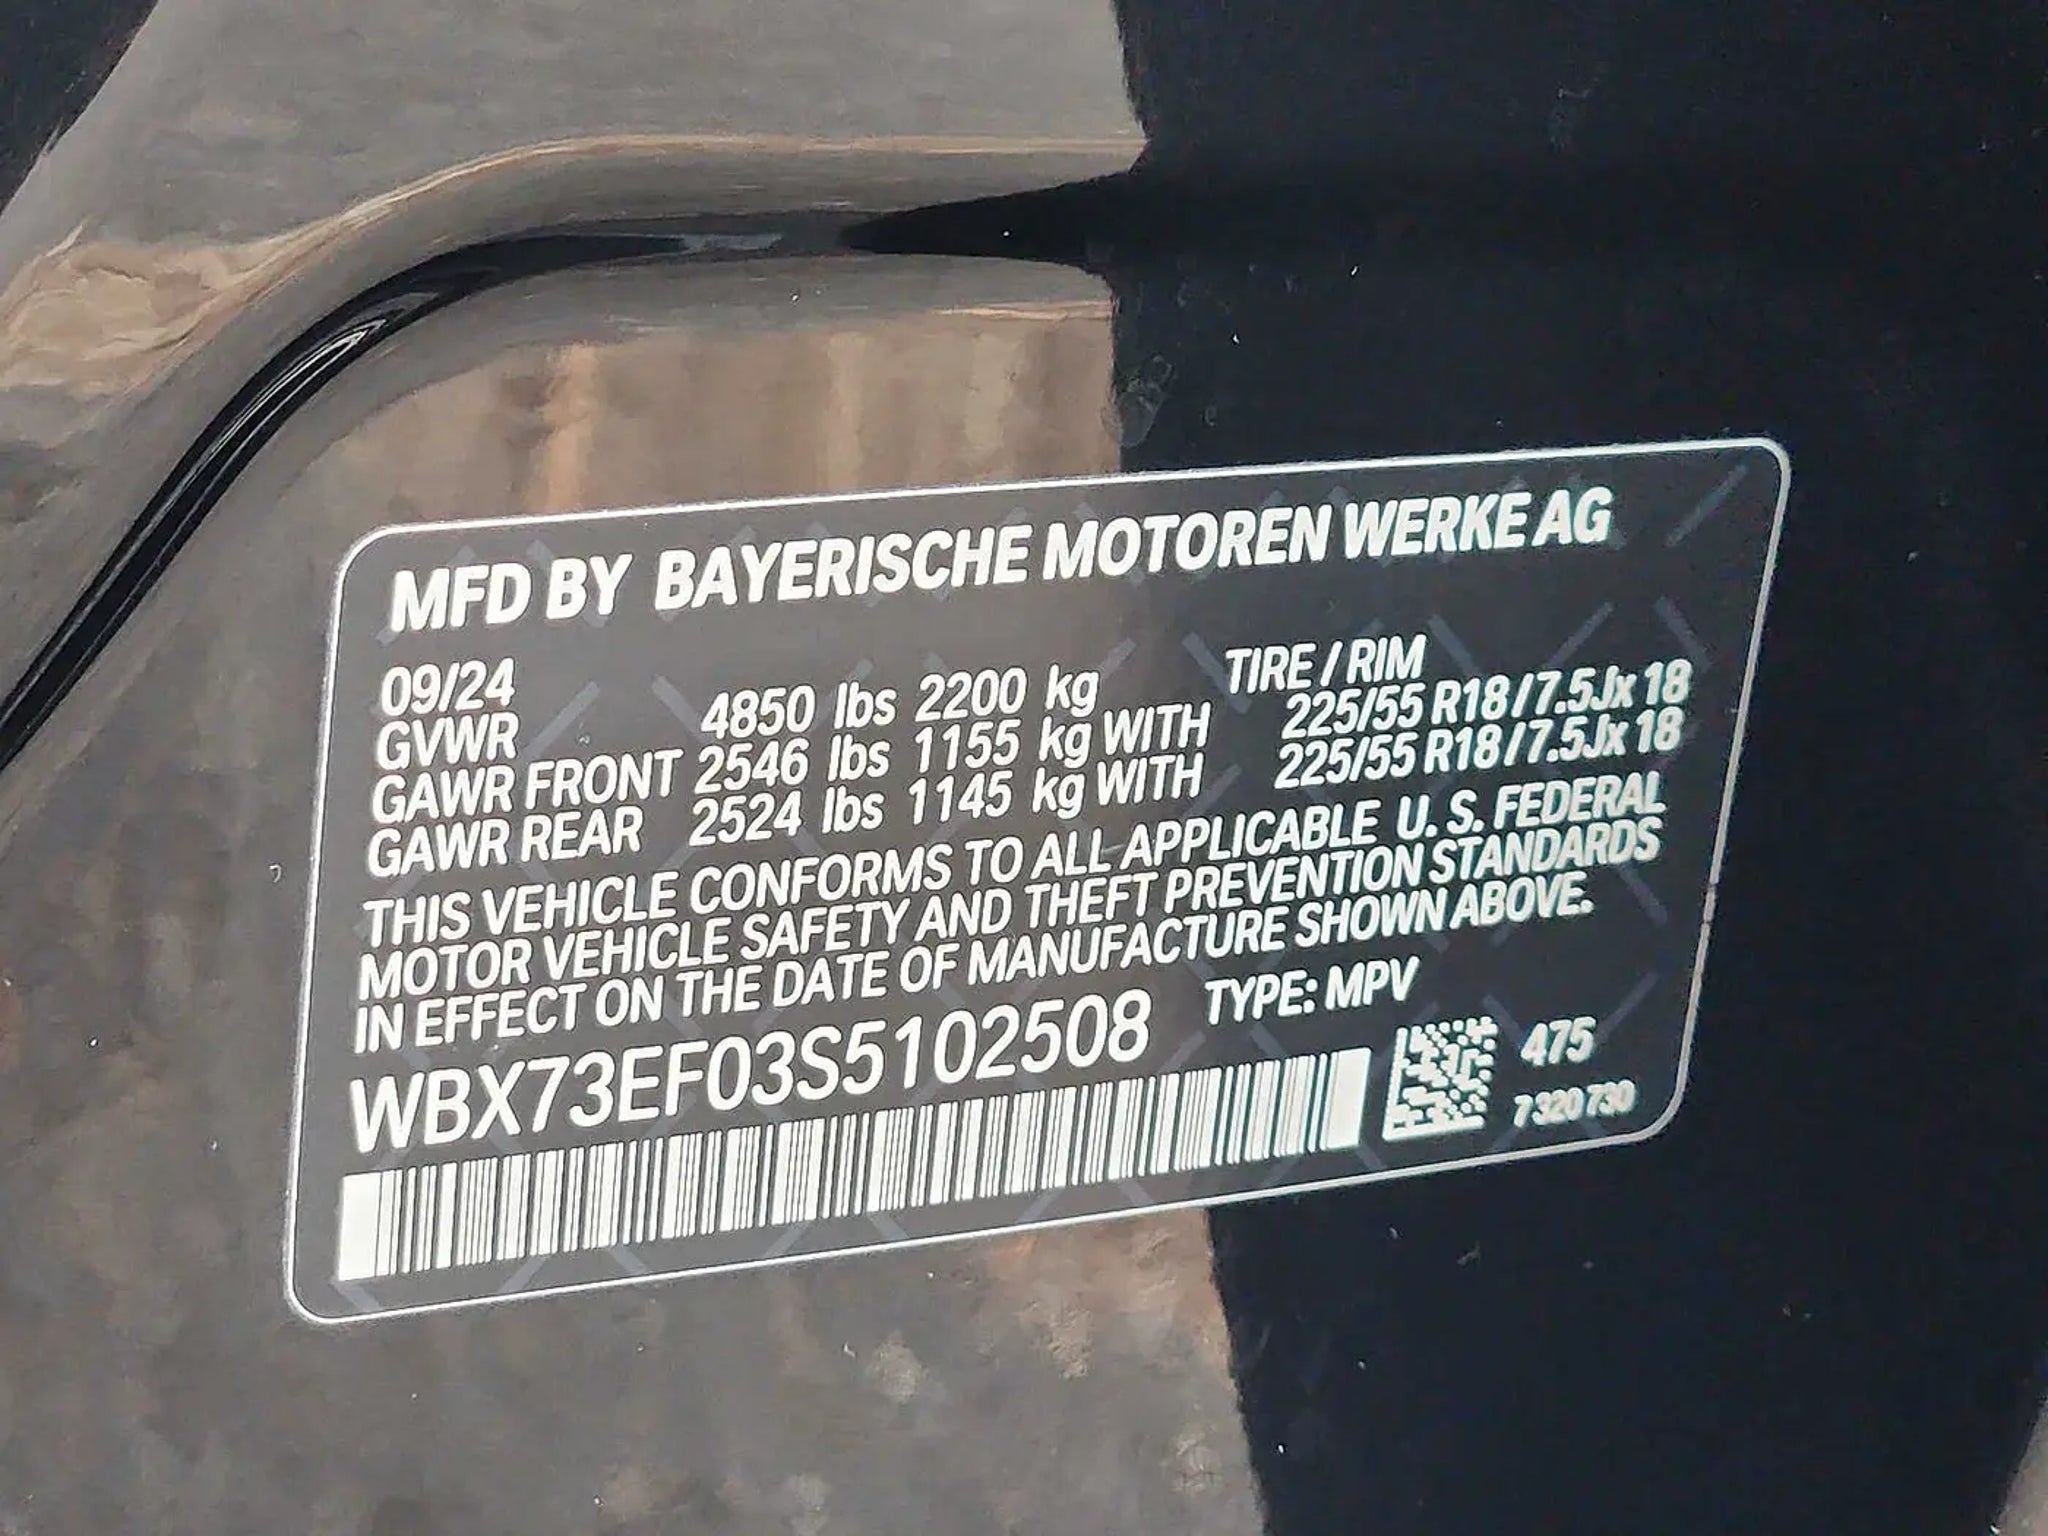 MFD BY BAYERISCHE MOTOREN WERKE AG
09/24 TIRE / RIM
GVWR 4850 lbs 2200 kg
GAWR FRONT 2546 lbs 1155 kg WITH 225/55 R18 / 7.5Jx 18
GAWR REAR 2524 lbs 1145 kg WITH 225/55 R18 / 7.5Jx 18
THIS VEHICLE CONFORMS TO ALL APPLICABLE U. S. FEDERAL
MOTOR VEHICLE SAFETY AND THEFT PREVENTION STANDARDS
IN EFFECT ON THE DATE OF MANUFACTURE SHOWN ABOVE.
WBX73EF03S5102508 TYPE: MPV
475
7 320 730